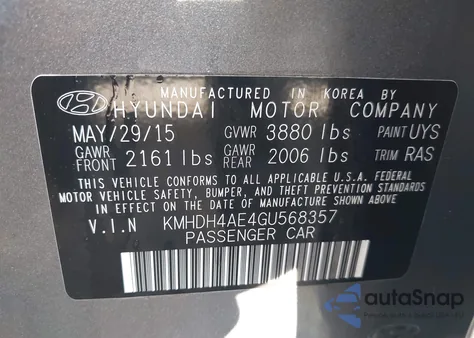 MANUFACTURED IN KOREA BY
HYUNDAI MOTOR COMPANY
MAY/29/15 GVWR 3880 lbs PAINT UYS
GAWR FRONT 2161 lbs GAWR REAR 2006 lbs TRIM RAS
THIS VEHICLE CONFORMS TO ALL APPLICABLE U.S.A. FEDERAL
MOTOR VEHICLE SAFETY, BUMPER, AND THEFT PREVENTION STANDARDS
IN EFFECT ON THE DATE OF MANUFACTURE SHOWN ABOVE.
V.I.N KMHDH4AE4GU568357
PASSENGER CAR
autoSnap